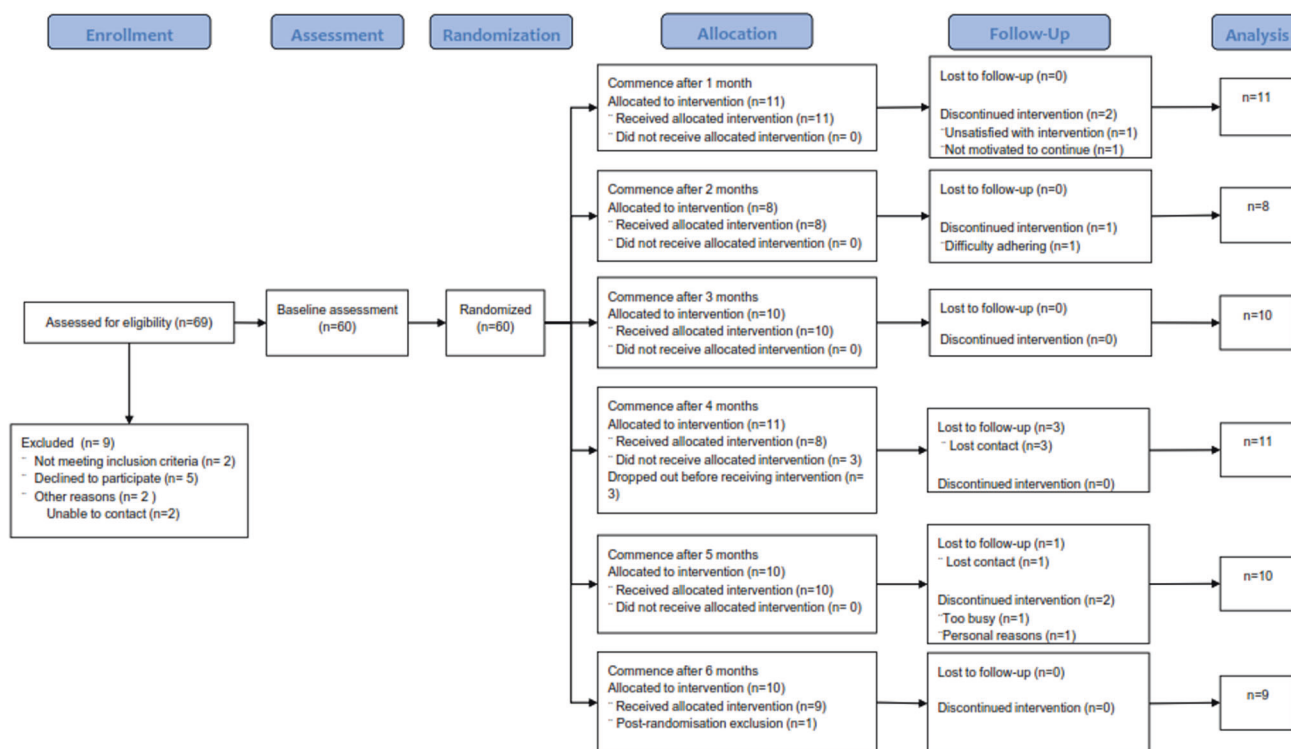 Enrollment
Assessment
Randomization
Allocation
Follow-Up
Analysis
Assessed for eligibility (n=69)
Excluded (n= 9)
¨ Not meeting inclusion criteria (n= 2)
¨ Declined to participate (n= 5)
¨ Other reasons (n= 2 )
Unable to contact (n=2)
Baseline assessment
(n=60)
Randomized
(n=60)
Commence after 1 month
Allocated to intervention (n=11)
¨ Received allocated intervention (n=11)
¨ Did not receive allocated intervention (n= 0)
Lost to follow-up (n=0)
Discontinued intervention (n=2)
¨Unsatisfied with intervention (n=1)
¨Not motivated to continue (n=1)
n=11
Commence after 2 months
Allocated to intervention (n=8)
¨ Received allocated intervention (n=8)
¨ Did not receive allocated intervention (n= 0)
Lost to follow-up (n=0)
Discontinued intervention (n=1)
¨Difficulty adhering (n=1)
n=8
Commence after 3 months
Allocated to intervention (n=10)
¨ Received allocated intervention (n=10)
¨ Did not receive allocated intervention (n= 0)
Lost to follow-up (n=0)
Discontinued intervention (n=0)
n=10
Commence after 4 months
Allocated to intervention (n=11)
¨ Received allocated intervention (n=8)
¨ Did not receive allocated intervention (n= 3)
Dropped out before receiving intervention (n=
3)
Lost to follow-up (n=3)
¨ Lost contact (n=3)
Discontinued intervention (n=0)
n=11
Commence after 5 months
Allocated to intervention (n=10)
¨ Received allocated intervention (n=10)
¨ Did not receive allocated intervention (n= 0)
Lost to follow-up (n=1)
¨ Lost contact (n=1)
Discontinued intervention (n=2)
¨Too busy (n=1)
¨Personal reasons (n=1)
n=10
Commence after 6 months
Allocated to intervention (n=10)
¨ Received allocated intervention (n=9)
¨ Post-randomisation exclusion (n=1)
Lost to follow-up (n=0)
Discontinued intervention (n=0)
n=9